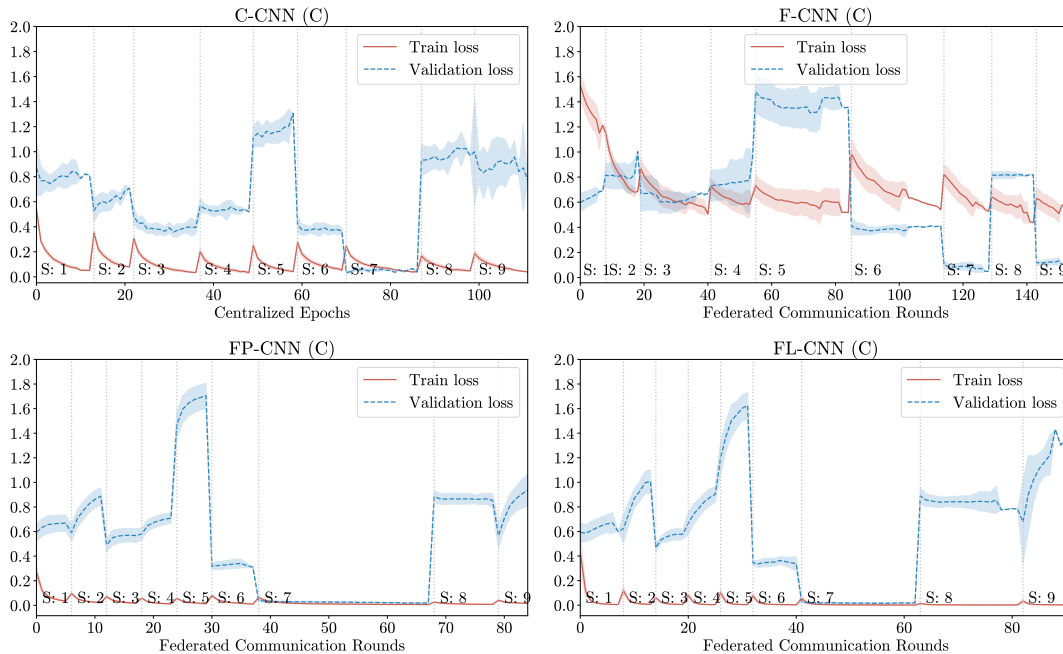 C-CNN (C)
2.0
1.8
1.6
1.4
1.2
1.0
0.8
0.6
0.4
0.2
0.0
Train loss
Validation loss
S: 1 S: 2 S: 3 S: 4 S: 5 S: 6 S: 7 S: 8 S: 9
0 20 40 60 80 100
Centralized Epochs
F-CNN (C)
2.0
1.8
1.6
1.4
1.2
1.0
0.8
0.6
0.4
0.2
0.0
Train loss
Validation loss
S: 1 S: 2 S: 3 S: 4 S: 5 S: 6 S: 7 S: 8 S: 9
0 20 40 60 80 100 120 140
Federated Communication Rounds
FP-CNN (C)
2.0
1.8
1.6
1.4
1.2
1.0
0.8
0.6
0.4
0.2
0.0
Train loss
Validation loss
S: 1 S: 2 S: 3 S: 4 S: 5 S: 6 S: 7 S: 8 S: 9
0 10 20 30 40 50 60 70 80
Federated Communication Rounds
FL-CNN (C)
2.0
1.8
1.6
1.4
1.2
1.0
0.8
0.6
0.4
0.2
0.0
Train loss
Validation loss
S: 1 S: 2 S: 3 S: 4 S: 5 S: 6 S: 7 S: 8 S: 9
0 20 40 60 80
Federated Communication Rounds